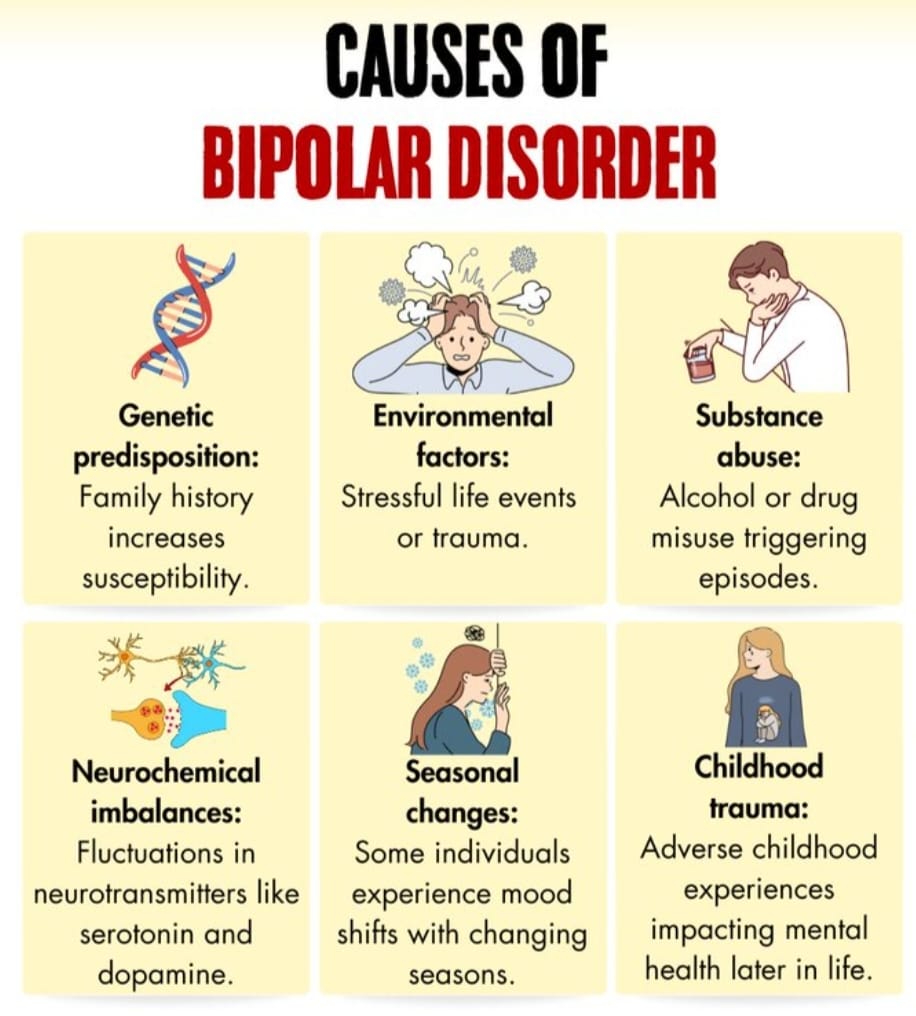 CAUSES OF
BIPOLAR DISORDER
Genetic
predisposition:
Family history
increases
susceptibility.
Environmental
factors:
Stressful life events
or trauma.
Substance
abuse:
Alcohol or drug
misuse triggering
episodes.
Neurochemical
imbalances:
Fluctuations in
neurotransmitters like
serotonin and
dopamine.
Seasonal
changes:
Some individuals
experience mood
shifts with changing
seasons.
Childhood
trauma:
Adverse childhood
experiences
impacting mental
health later in life.